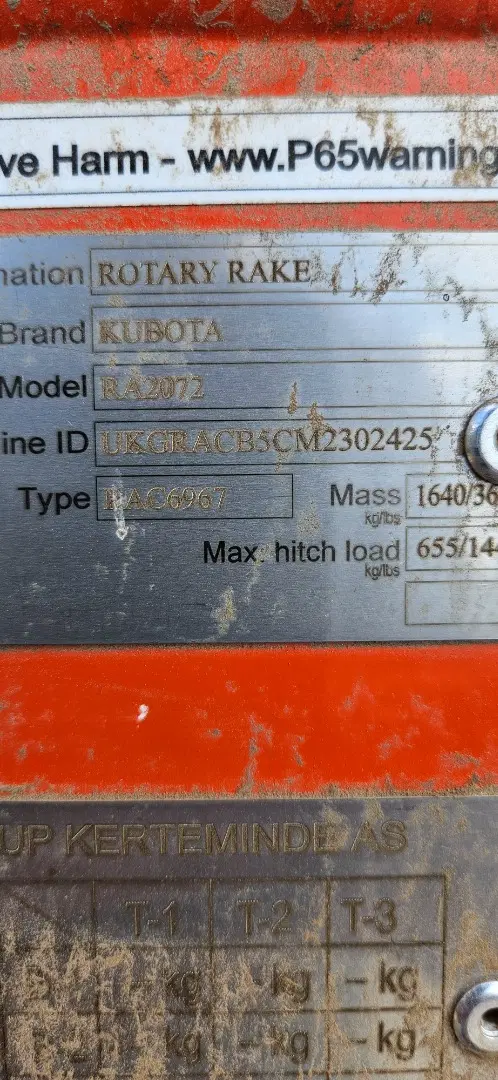 ve Harm - www.P65warning
nation ROTARY RAKE
Brand KUBOTA
Model RA2072
ine ID UKGRACB5CM2302425
Type RAC6967 Mass 1640/36
kg/lbs
Max. hitch load 655/14
kg/lbs
UP KERTEMINDE AS
T-1 T-2 T-3
- kg - kg - kg
- kg - kg - kg